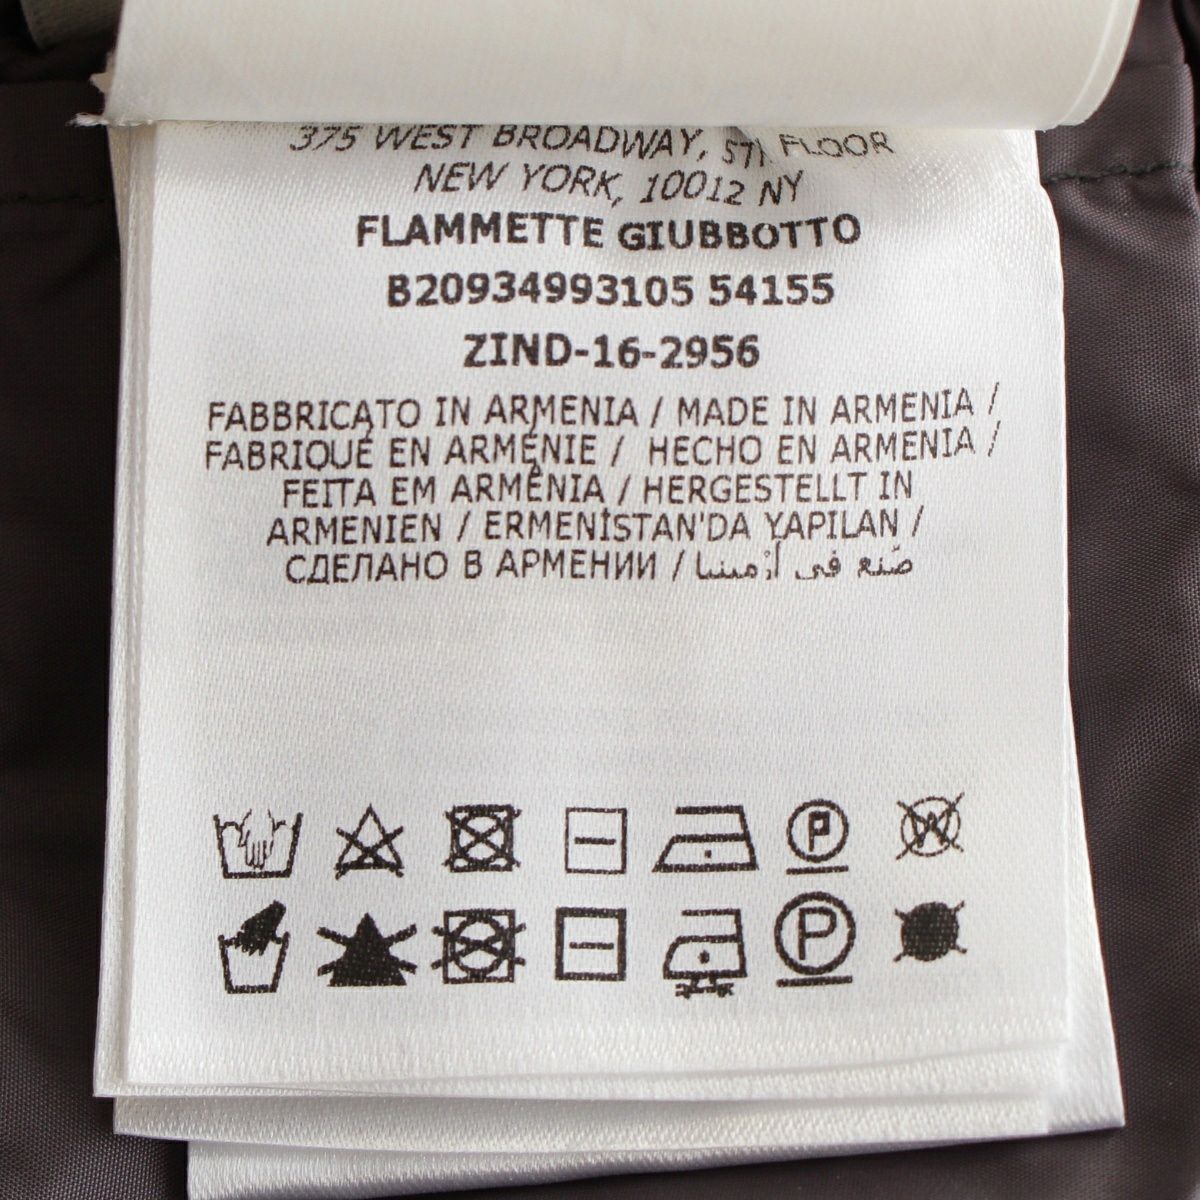 375 WEST BROADWAY, 5TH FLOOR
NEW YORK, 10012 NY
FLAMMETTE GIUBBOTTO
B20934993105 54155
ZIND-16-2956
FABBRICATO IN ARMENIA / MADE IN ARMENIA /
FABRIQUÉ EN ARMÉNIE / HECHO EN ARMENIA /
FEITA EM ARMÊNIA / HERGESTELLT IN
ARMENIEN / ERMENİSTAN'DA YAPILAN /
СДЕЛАНО В АРМЕНИИ / صنع في أرمينيا
P W
P